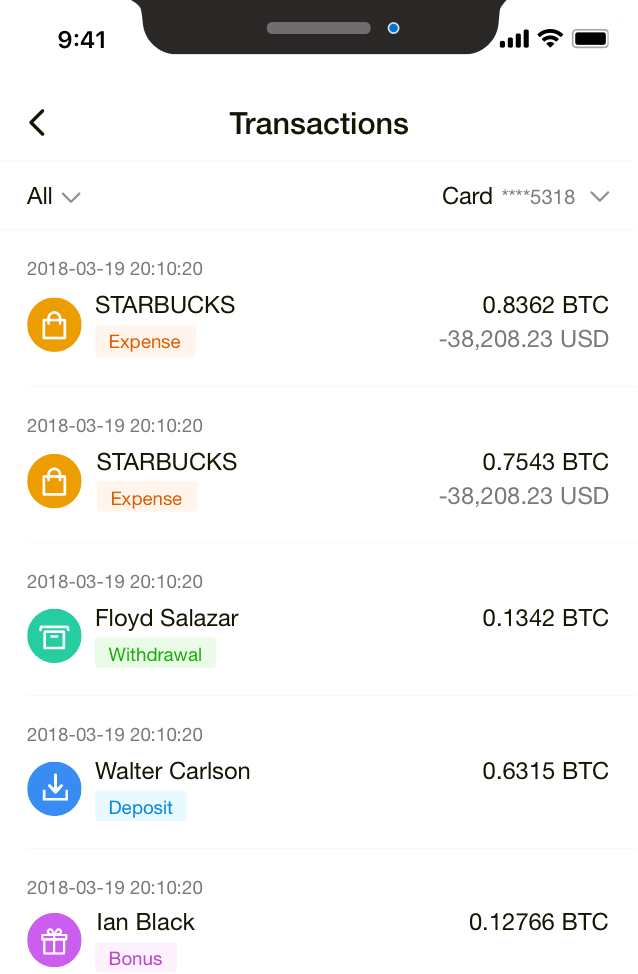 9:41
Transactions
All Card ****5318
2018-03-19 20:10:20
STARBUCKS 0.8362 BTC
Expense -38,208.23 USD
2018-03-19 20:10:20
STARBUCKS 0.7543 BTC
Expense -38,208.23 USD
2018-03-19 20:10:20
Floyd Salazar 0.1342 BTC
Withdrawal
2018-03-19 20:10:20
Walter Carlson 0.6315 BTC
Deposit
2018-03-19 20:10:20
Ian Black 0.12766 BTC
Bonus